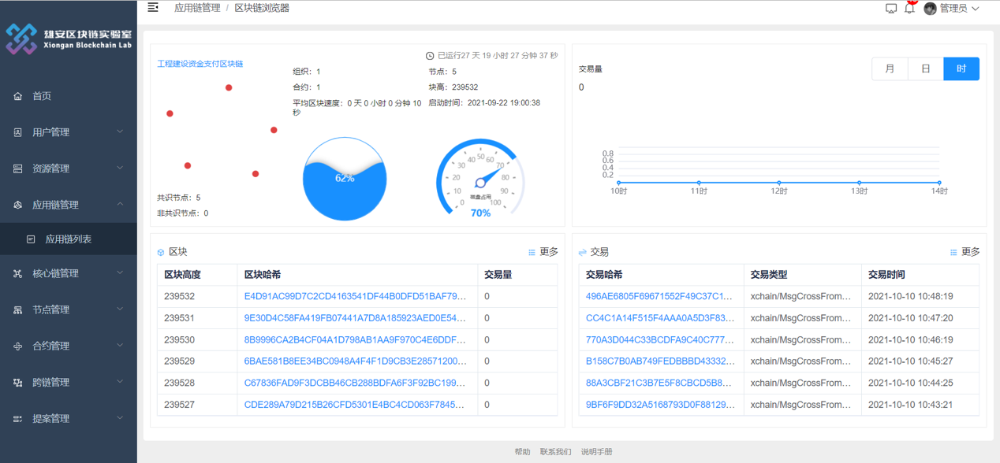 应用链管理 / 区块链浏览器
管理员
雄安区块链实验室
Xiongan Blockchain Lab
首页
用户管理
资源管理
应用链管理
应用链列表
核心链管理
节点管理
合约管理
跨链管理
提案管理
已运行27 天 19 小时 27 分钟 37 秒
工程建设资金支付区块链
组织：1
节点：5
合约：1
块高：239532
平均区块速度：0 天 0 小时 0 分钟 10
秒
启动时间：2021-09-22 19:00:38
共识节点：5
非共识节点：0
62%
0
10
20
30
40
50
60
70
80
90
100
磁盘占用
70%
交易量
0
月 日 时
0.8
0.6
0.4
0.2
10时 11时 12时 13时 14时
区块 更多
区块高度 区块哈希 交易量
239532 E4D91AC99D7C2CD4163541DF44B0DFD51BAF79... 0
239531 9E30D4C58FA419FB07441A7D8A185923AED0E54... 0
239530 8B9996CA2B4CF04A1D798AB1AA9F970C4E6DDF... 0
239529 6BAE581B8EE34BC0948A4F4F1D9CB3E28571200... 0
239528 C67836FAD9F3DCBB46CB288BDFA6F3F92BC199... 0
239527 CDE289A79D215B26CFD5301E4BC4CD063F7845... 0
交易 更多
交易哈希 交易类型 交易时间
496AE6805F69671552F49C37C1... xchain/MsgCrossFrom... 2021-10-10 10:48:19
CC4C1A14F515F4AAA0A5D3F83... xchain/MsgCrossFrom... 2021-10-10 10:47:20
770A3D044C33BCDFA9C40C777... xchain/MsgCrossFrom... 2021-10-10 10:46:19
B158C7B0AB749FEDBBBD43332... xchain/MsgCrossFrom... 2021-10-10 10:45:27
88A3CBF21C3B7E5F8CBCD5B8... xchain/MsgCrossFrom... 2021-10-10 10:44:25
9BF6F9DD32A5168793D0F88129... xchain/MsgCrossFrom... 2021-10-10 10:43:21
帮助 联系我们 说明手册